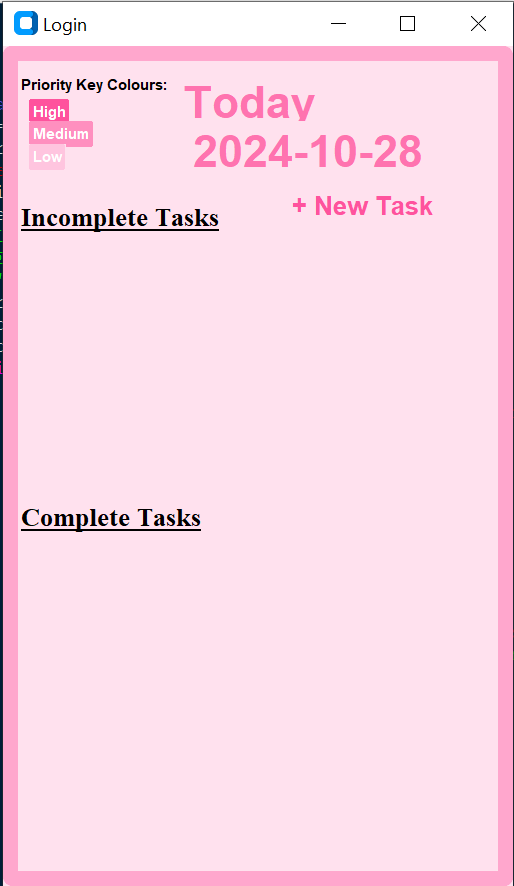 Login
Priority Key Colours:
Today
High
Medium
2024-10-28
Low
+ New Task
Incomplete Tasks
Complete Tasks